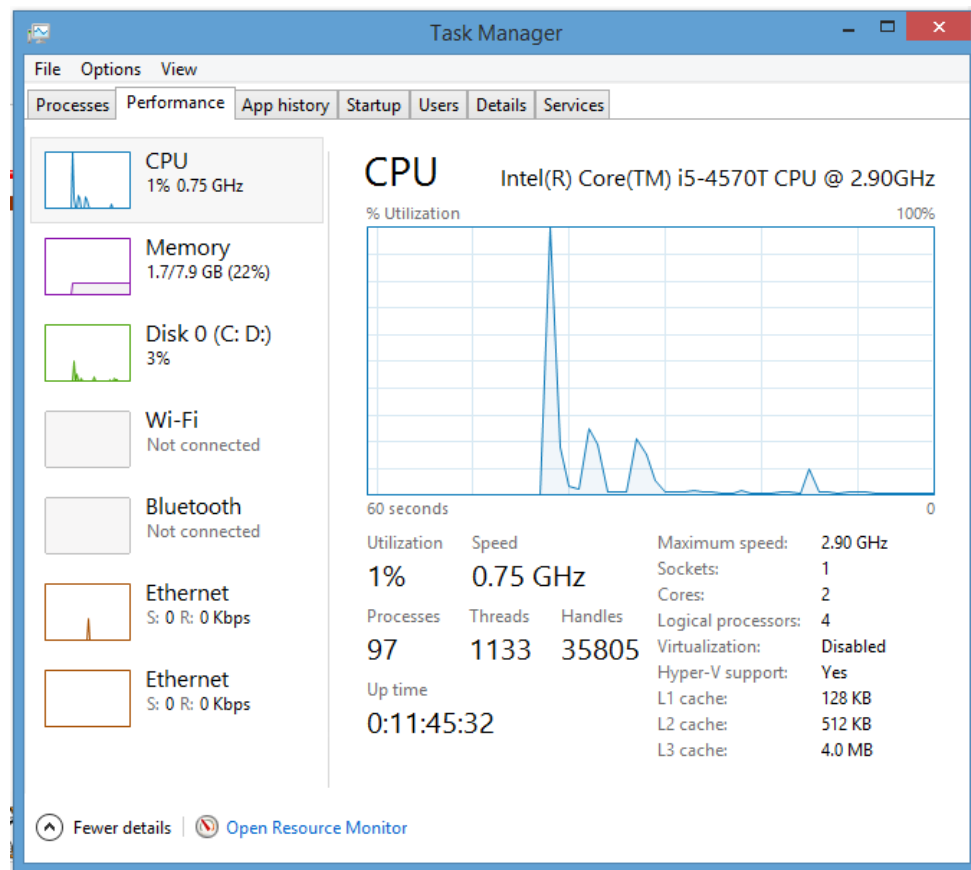 Task Manager
File Options View
Processes Performance App history Startup Users Details Services
CPU
1% 0.75 GHz
Memory
1.7/7.9 GB (22%)
Disk 0 (C: D:)
3%
Wi-Fi
Not connected
Bluetooth
Not connected
Ethernet
S: 0 R: 0 Kbps
Ethernet
S: 0 R: 0 Kbps
CPU Intel(R) Core(TM) i5-4570T CPU @ 2.90GHz
% Utilization 100%
60 seconds 0
Utilization Speed
1% 0.75 GHz
Processes Threads Handles
97 1133 35805
Up time
0:11:45:32
Maximum speed: 2.90 GHz
Sockets: 1
Cores: 2
Logical processors: 4
Virtualization: Disabled
Hyper-V support: Yes
L1 cache: 128 KB
L2 cache: 512 KB
L3 cache: 4.0 MB
Fewer details Open Resource Monitor